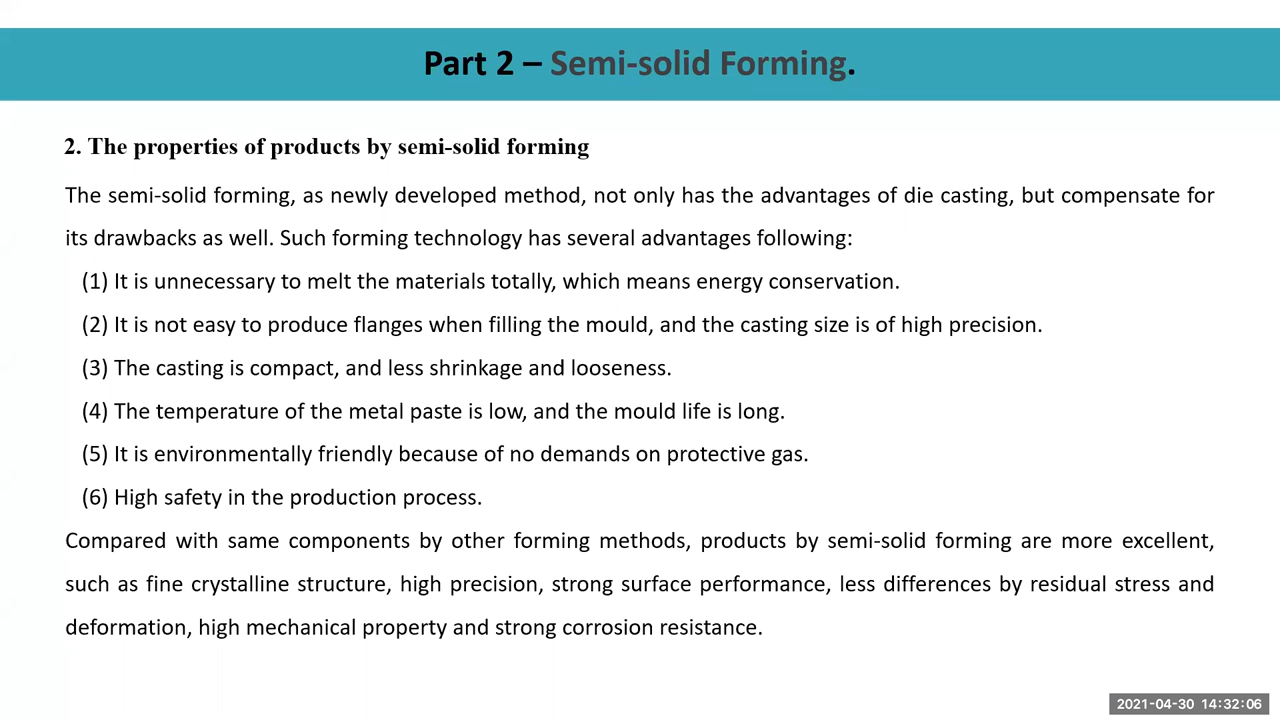 Part 2 – Semi-solid Forming.
2. The properties of products by semi-solid forming
The semi-solid forming, as newly developed method, not only has the advantages of die casting, but compensate for
its drawbacks as well. Such forming technology has several advantages following:
(1) It is unnecessary to melt the materials totally, which means energy conservation.
(2) It is not easy to produce flanges when filling the mould, and the casting size is of high precision.
(3) The casting is compact, and less shrinkage and looseness.
(4) The temperature of the metal paste is low, and the mould life is long.
(5) It is environmentally friendly because of no demands on protective gas.
(6) High safety in the production process.
Compared with same components by other forming methods, products by semi-solid forming are more excellent,
such as fine crystalline structure, high precision, strong surface performance, less differences by residual stress and
deformation, high mechanical property and strong corrosion resistance.
2021-04-30 14:32:06